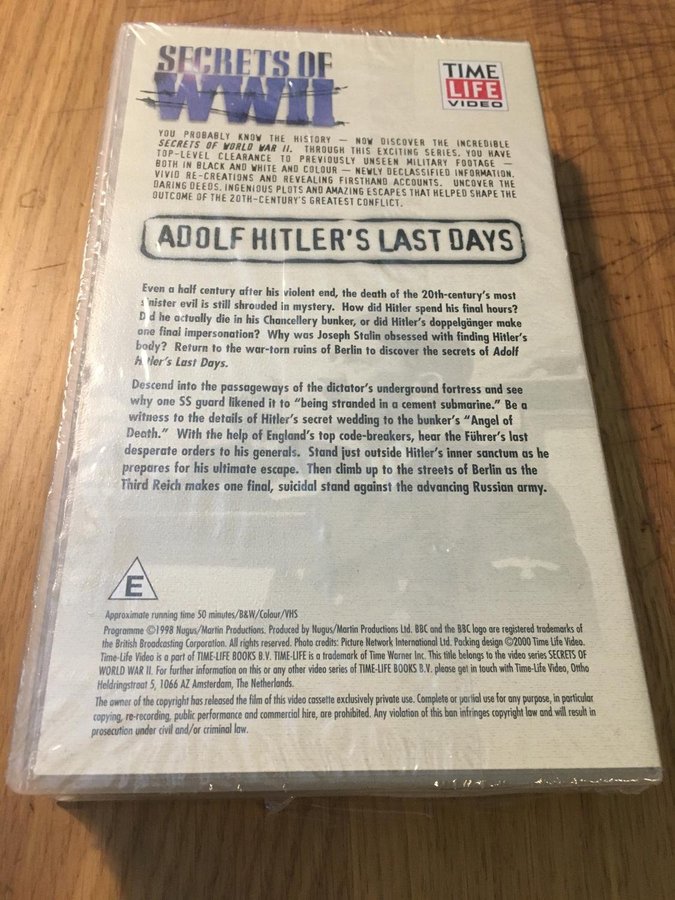 SECRETS OF
WWII
TIME
LIFE
VIDEO
YOU PROBABLY KNOW THE HISTORY – NOW DISCOVER THE INCREDIBLE
SECRETS OF WORLD WAR II. THROUGH THIS EXCITING SERIES, YOU HAVE
TOP-LEVEL CLEARANCE TO PREVIOUSLY UNSEEN MILITARY FOOTAGE –
BOTH IN BLACK AND WHITE AND COLOUR – NEWLY DECLASSIFIED INFORMATION,
VIVID RE-CREATIONS AND REVEALING FIRSTHAND ACCOUNTS. UNCOVER THE
DARING DEEDS, INGENIOUS PLOTS AND AMAZING ESCAPES THAT HELPED SHAPE THE
OUTCOME OF THE 20TH-CENTURY'S GREATEST CONFLICT.
ADOLF HITLER'S LAST DAYS
Even a half century after his violent end, the death of the 20th-century's most
sinister evil is still shrouded in mystery. How did Hitler spend his final hours?
Did he actually die in his Chancellery bunker, or did Hitler's doppelgänger make
one final impersonation? Why was Joseph Stalin obsessed with finding Hitler's
body? Return to the war-torn ruins of Berlin to discover the secrets of Adolf
Hitler's Last Days.
Descend into the passageways of the dictator's underground fortress and see
why one SS guard likened it to "being stranded in a cement submarine." Be a
witness to the details of Hitler's secret wedding to the bunker's "Angel of
Death." With the help of England's top code-breakers, hear the Führer's last
desperate orders to his generals. Stand just outside Hitler's inner sanctum as he
prepares for his ultimate escape. Then climb up to the streets of Berlin as the
Third Reich makes one final, suicidal stand against the advancing Russian army.
E
Approximate running time 50 minutes/B&W/Colour/VHS
Programme ©1998 Nugus/Martin Productions. Produced by Nugus/Martin Productions Ltd. BBC and the BBC logo are registered trademarks of
the British Broadcasting Corporation. All rights reserved. Photo credits: Picture Network International Ltd. Packing design ©2000 Time Life Video.
Time-Life Video is a part of TIME-LIFE BOOKS B.V. TIME-LIFE is a trademark of Time Warner Inc. This title belongs to the video series SECRETS OF
WORLD WAR II. For further information on this or any other video series of TIME-LIFE BOOKS B.V. please get in touch with Time-Life Video, Ottho
Heldringstraat 5, 1066 AZ Amsterdam, The Netherlands.
The owner of the copyright has released the film of this video cassette exclusively private use. Complete or partial use for any purpose, in particular
copying, re-recording, public performance and commercial hire, are prohibited. Any violation of this ban infringes copyright law and will result in
prosecution under civil and/or criminal law.